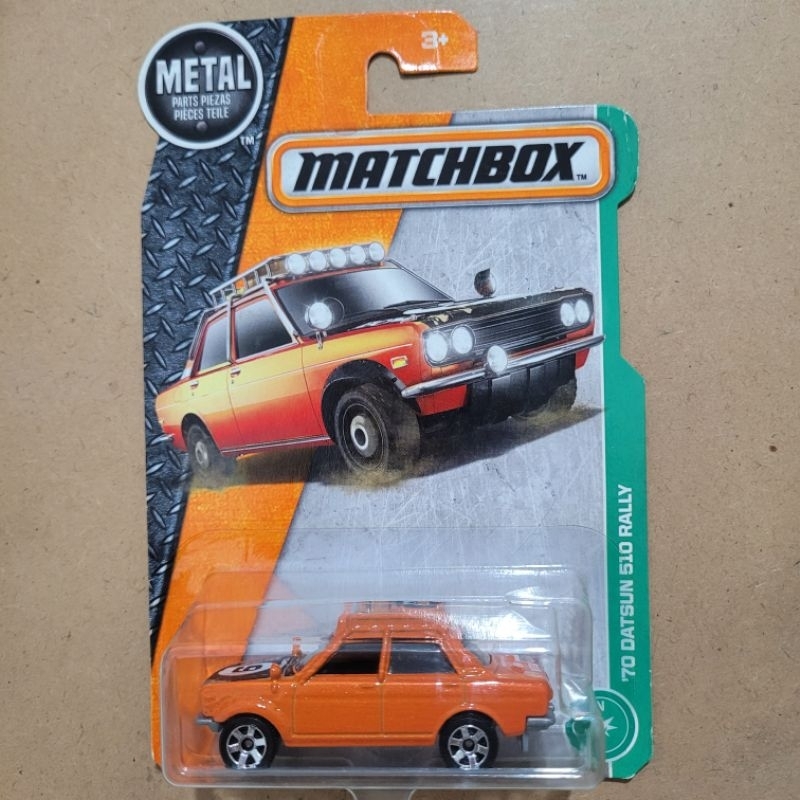 3+
METAL
PARTS PIEZAS
PIÈCES TEILE
TM
MATCHBOX
TM
'70 DATSUN 510 RALLY